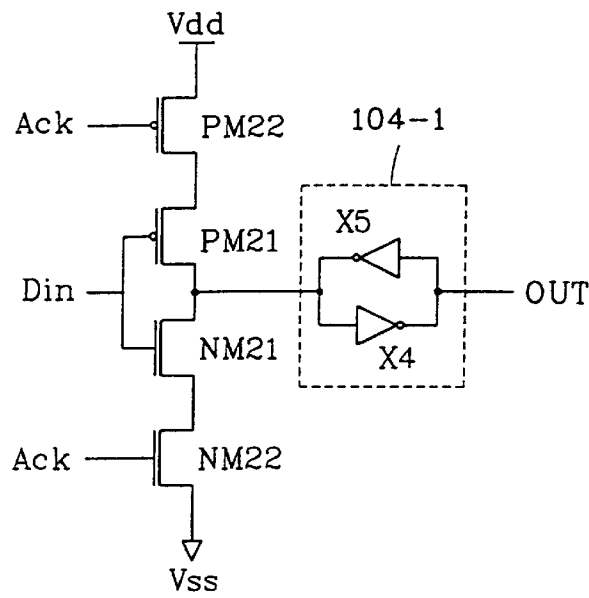 Vdd
Ack
PM22
104-1
PM21
X5
Din
OUT
NM21
X4
Ack
NM22
Vss